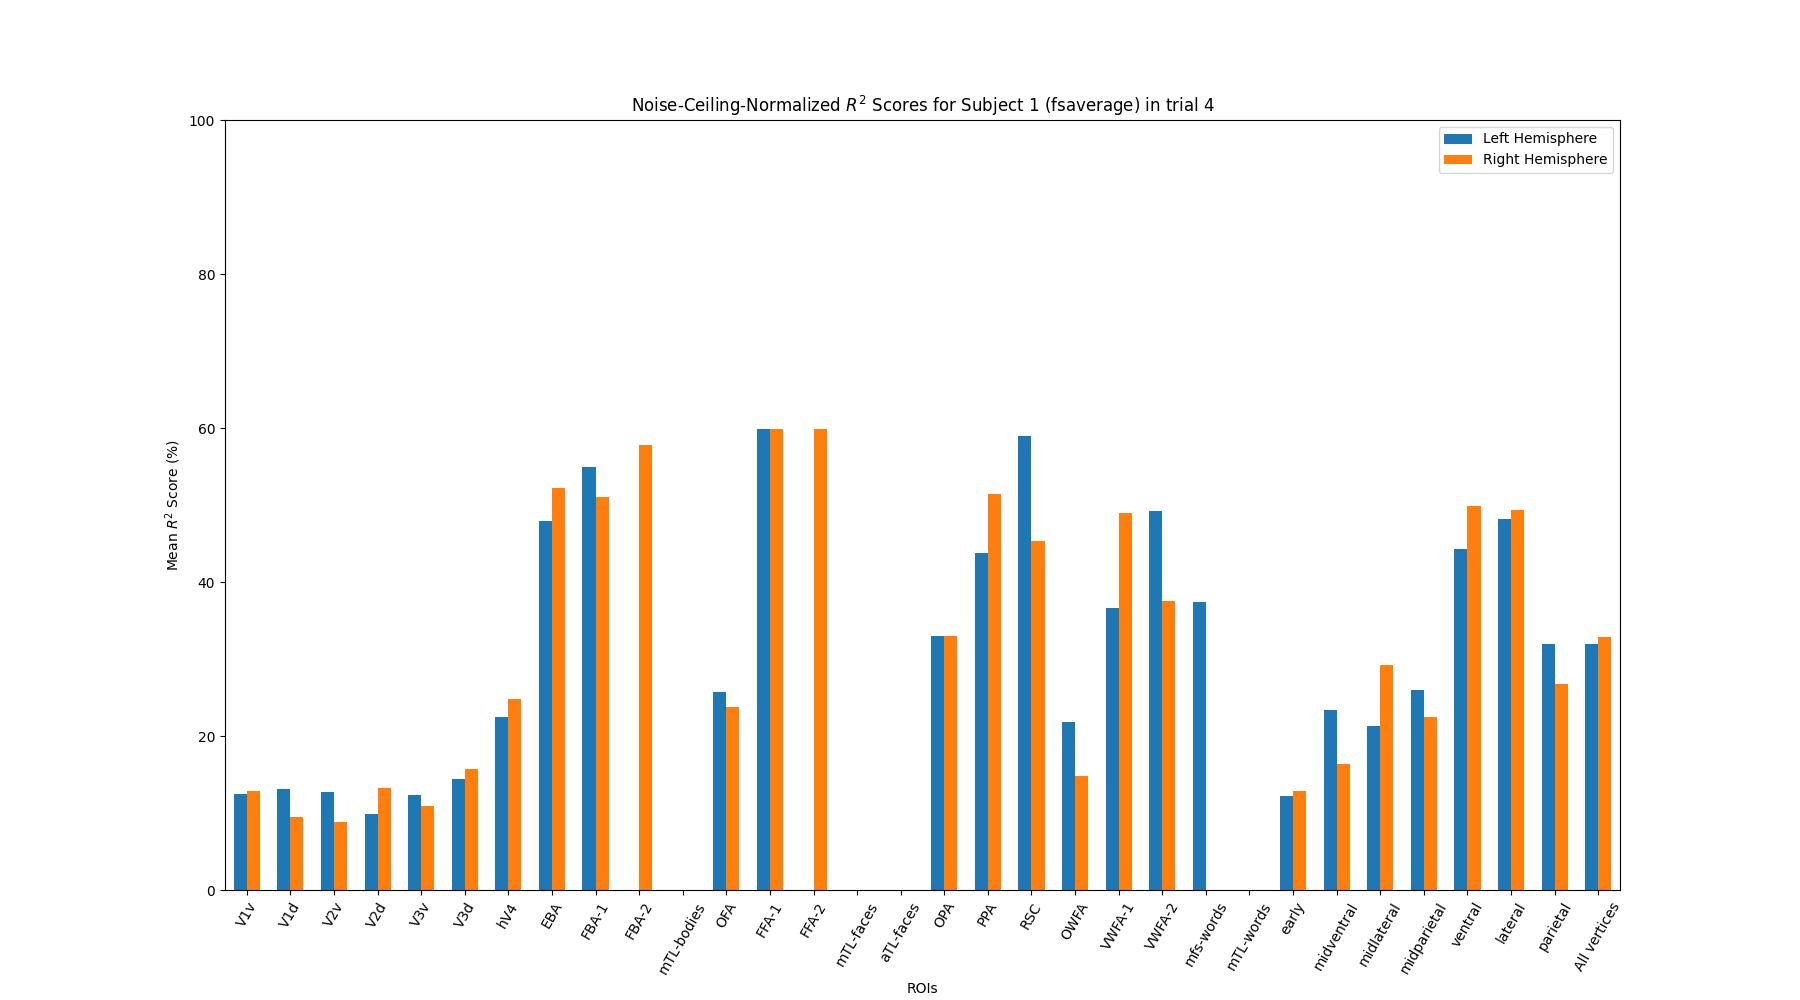 Noise-Ceiling-Normalized R² Scores for Subject 1 (fsaverage) in trial 4
Left Hemisphere
Right Hemisphere
100
80
60
40
20
0
Mean R² Score (%)
V1v
V1d
V2v
V2d
V3v
V3d
hV4
EBA
FBA-1
FBA-2
mTL-bodies
OFA
FFA-1
FFA-2
mTL-faces
aTL-faces
OPA
PPA
RSC
OWFA
VWFA-1
VWFA-2
mfs-words
mTL-words
early
midventral
midlateral
midparietal
ventral
lateral
parietal
All vertices
ROIs